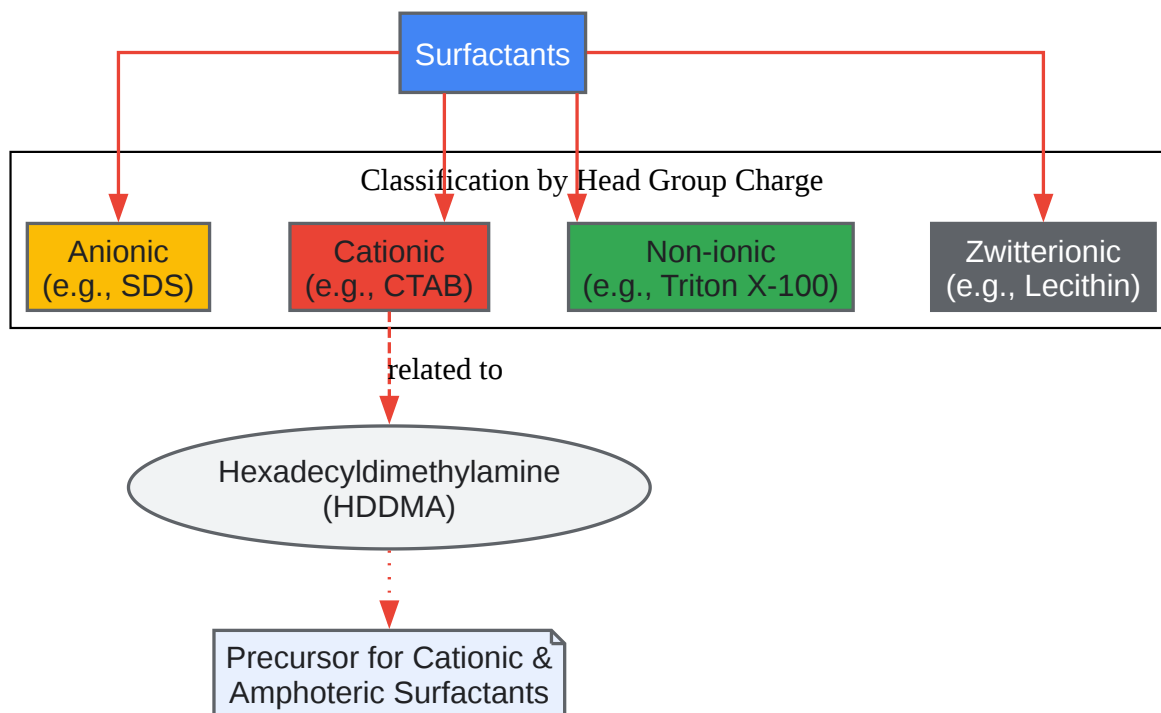 Surfactants
Classification by Head Group Charge
Anionic
(e.g., SDS)
Cationic
(e.g., CTAB)
Non-ionic
(e.g., Triton X-100)
Zwitterionic
(e.g., Lecithin)
related to
Hexadecyldimethylamine
(HDDMA)
Precursor for Cationic &
Amphoteric Surfactants